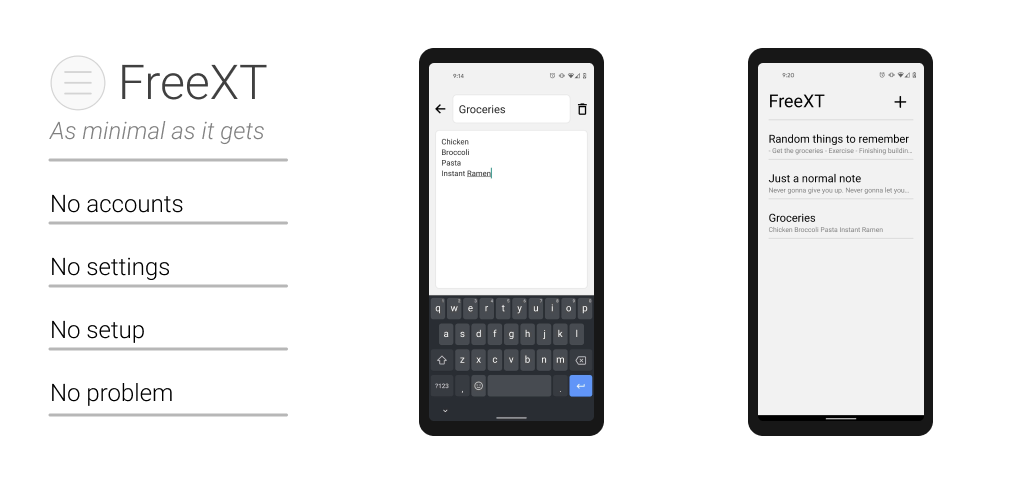 FreeXT
As minimal as it gets
No accounts
No settings
No setup
No problem
9:14
Groceries
Chicken
Broccoli
Pasta
Instant Ramen
q w e r t y u i o p
a s d f g h j k l
z x c v b n m
?123 , .
9:20
FreeXT +
Random things to remember
- Get the groceries - Exercise - Finishing buildin...
Just a normal note
Never gonna give you up. Never gonna let you...
Groceries
Chicken Broccoli Pasta Instant Ramen